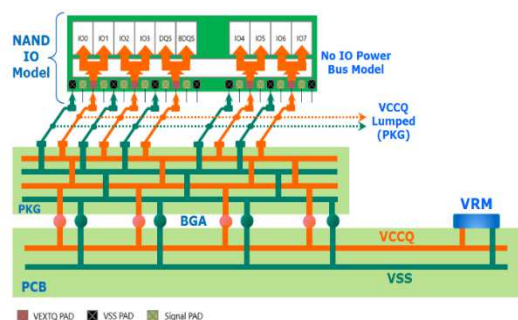 NAND
IO
Model
IO0 IO1 IO2 IO3 DQS BDQS IO4 IO5 IO6 IO7
No IO Power
Bus Model
VCCQ
Lumped
(PKG)
PKG
BGA
VRM
VCCQ
VSS
PCB
VEXTQ PAD VSS PAD Signal PAD